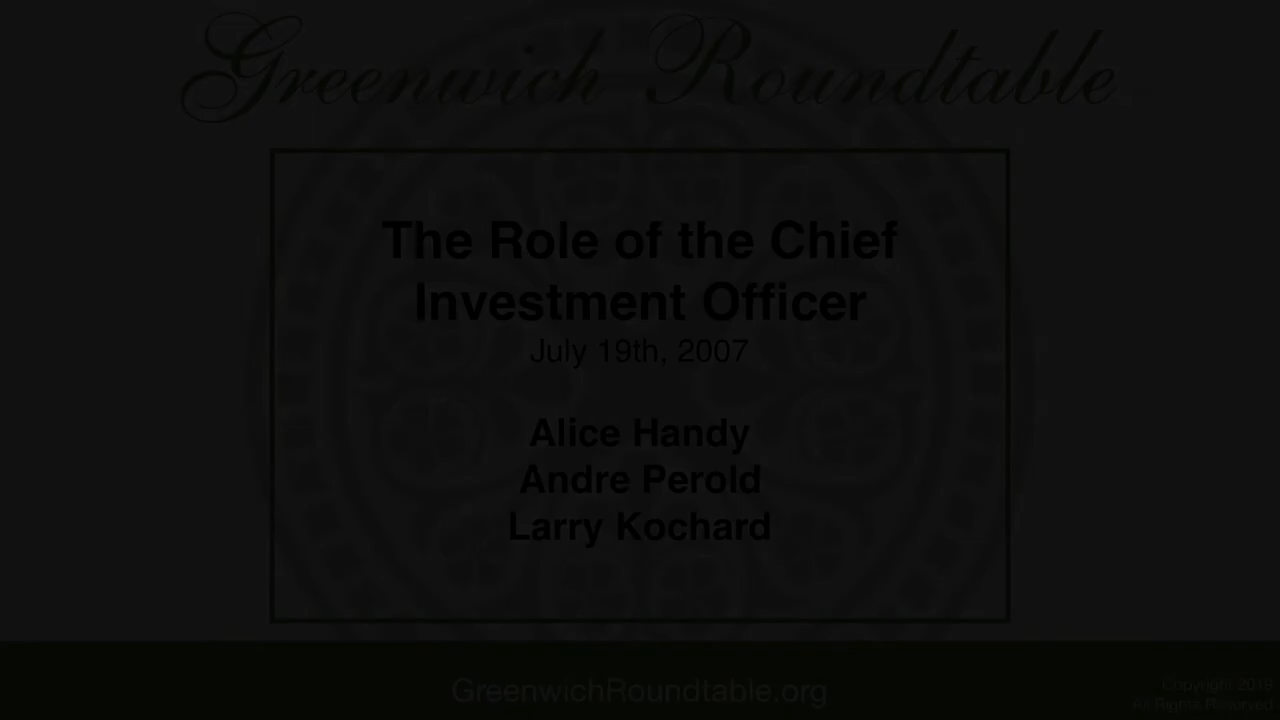 Greenwich Roundtable
The Role of the Chief
Investment Officer
July 19th, 2007
Alice Handy
Andre Perold
Larry Kochard
GreenwichRoundtable.org
Copyright 2019
All Rights Reserved